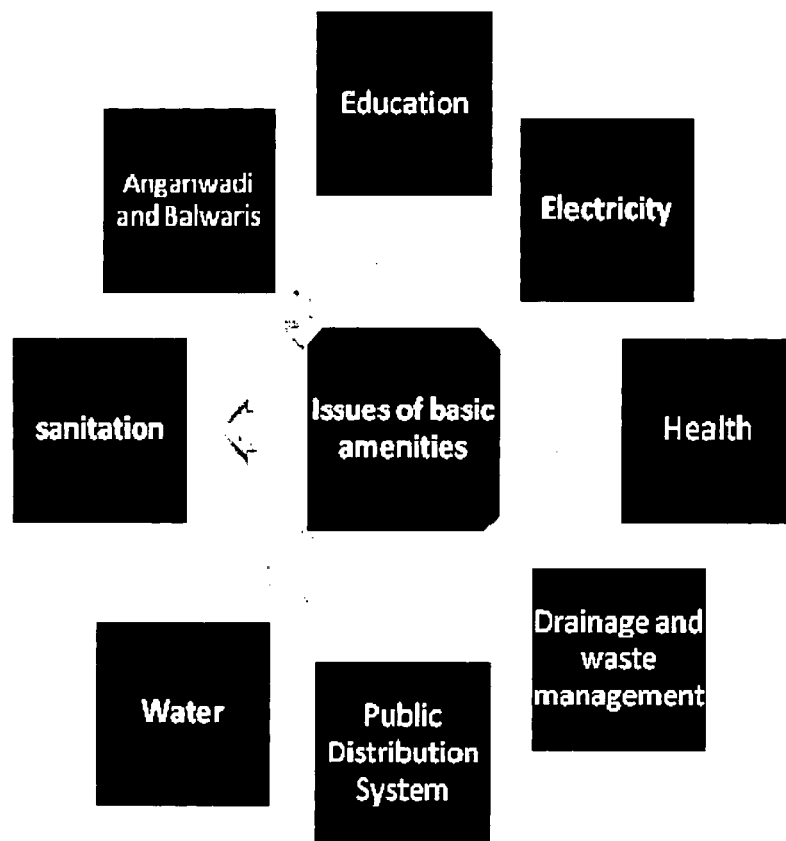 Education
Anganwadi
and Balwaris
Electricity
sanitation
Issues of basic
amenities
Health
Drainage and
waste
management
Water
Public
Distribution
System